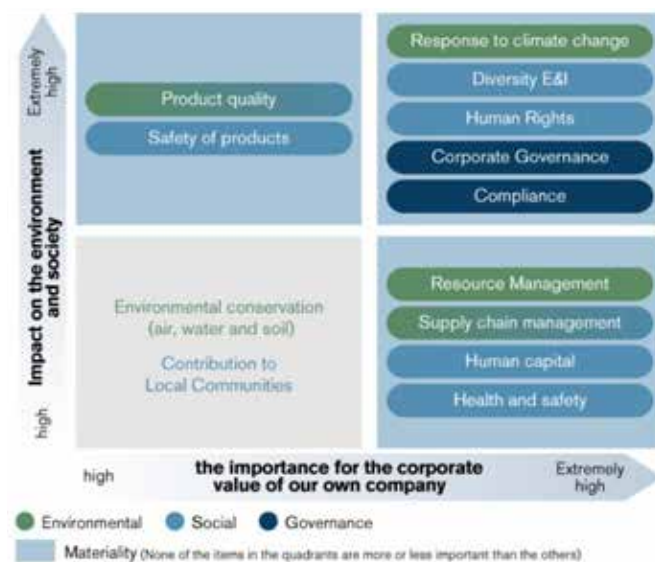 Extremely
high
Impact on the environment
and society
high
Product quality
Safety of products
Response to climate change
Diversity E&I
Human Rights
Corporate Governance
Compliance
Environmental conservation
(air, water and soil)
Contribution to
Local Communities
Resource Management
Supply chain management
Human capital
Health and safety
high
the importance for the corporate
value of our own company
Extremely
high
Environmental
Social
Governance
Materiality (None of the items in the quadrants are more or less important than the others)